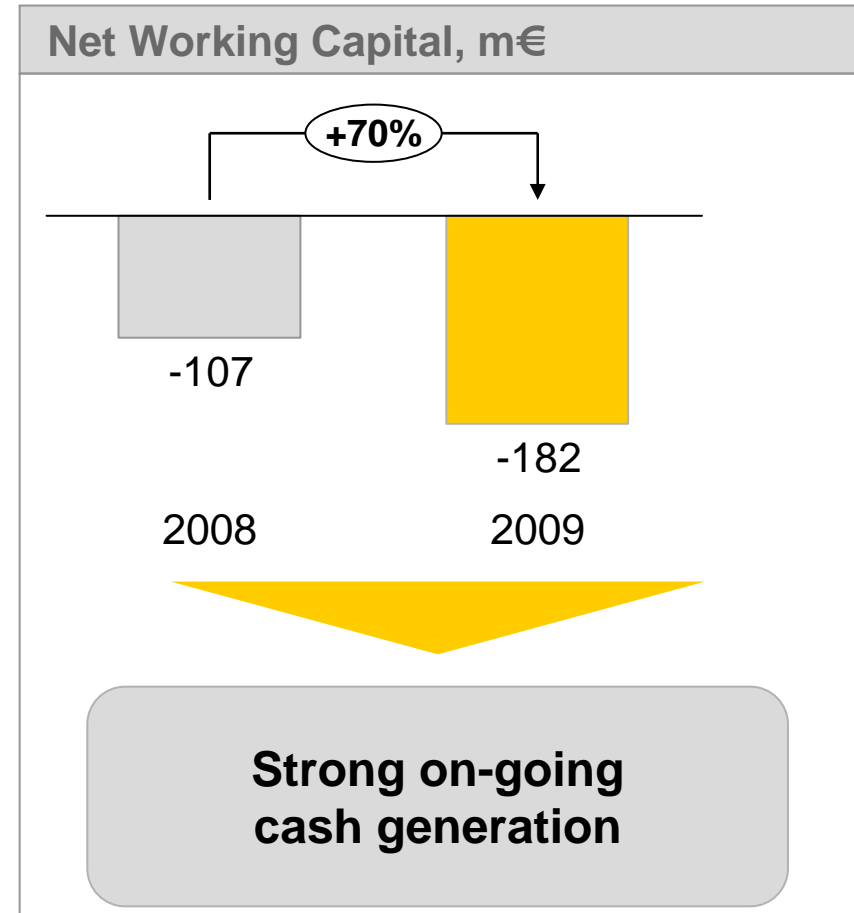 Net Working Capital, m€
+70%
-107
-182
2008 2009
Strong on-going
cash generation